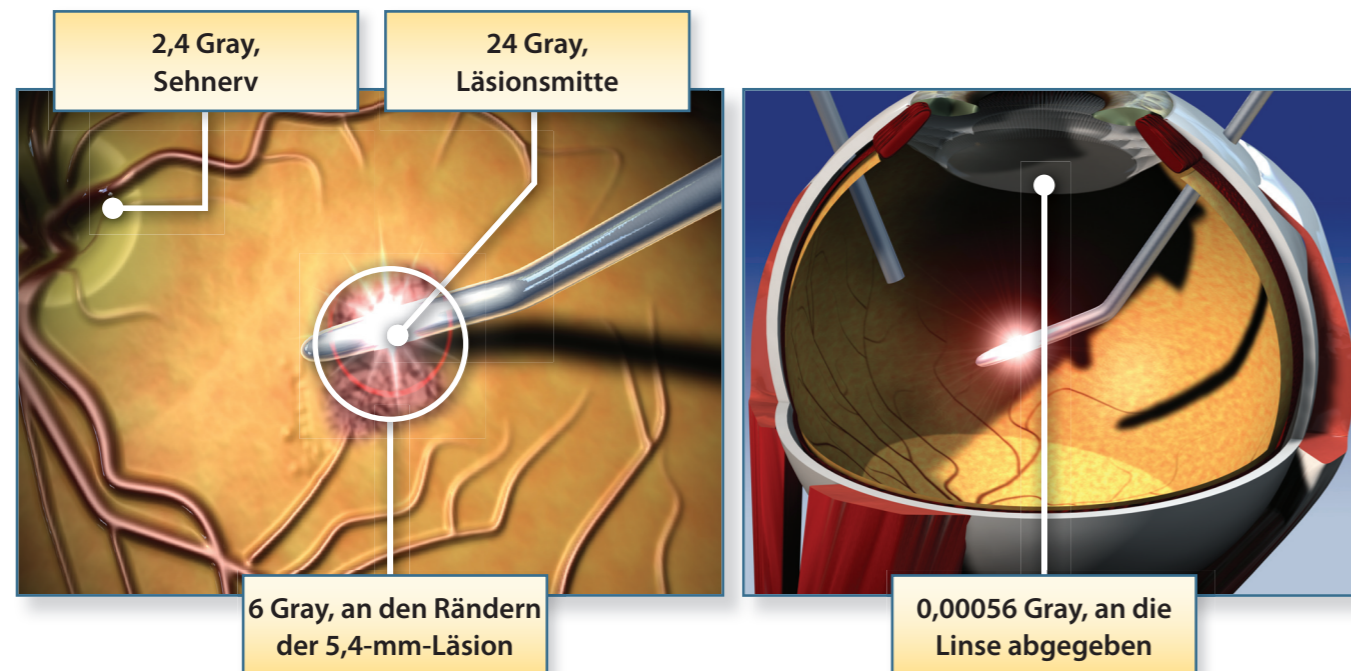 2,4 Gray,
Sehnerv
24 Gray,
Läsionsmitte
6 Gray, an den Rändern
der 5,4-mm-Läsion
0,00056 Gray, an die
Linse abgegeben